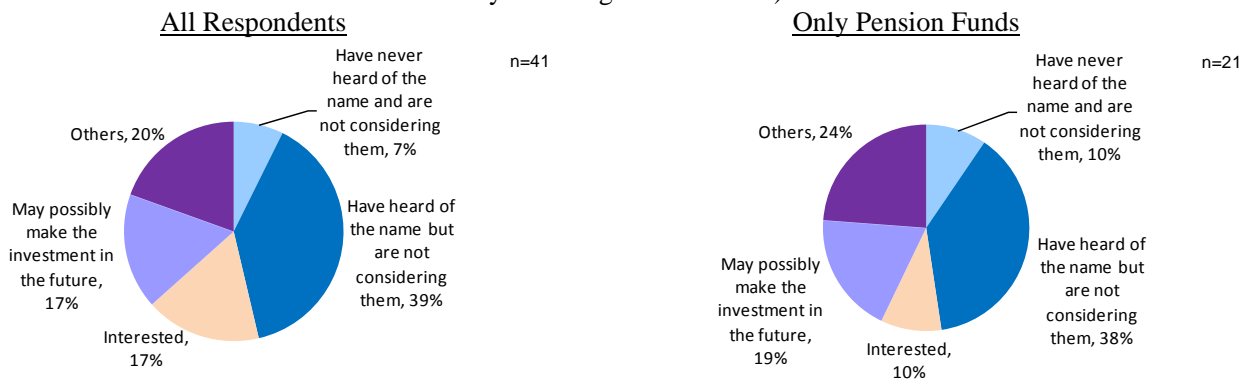 All Respondents
Have never
heard of the
name and are
not considering
them, 7%
n=41
Others, 20%
May possibly
make the
investment in
the future,
17%
Have heard of
the name but
are not
considering
them, 39%
Interested,
17%
Only Pension Funds
Have never
heard of the
name and are
not considering
them, 10%
n=21
Others, 24%
May possibly
make the
investment in
the future,
19%
Have heard of
the name but
are not
considering
them, 38%
Interested,
10%